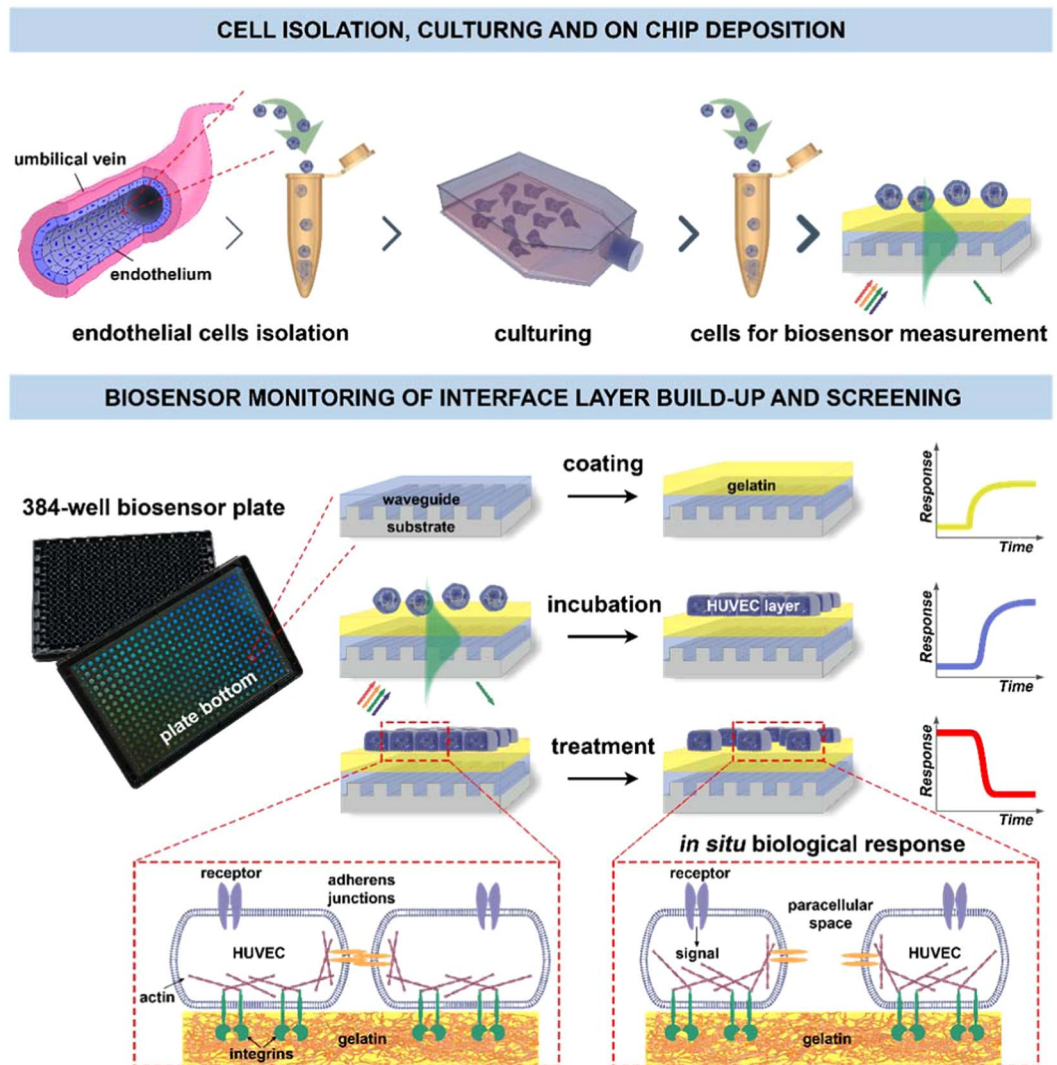 CELL ISOLATION, CULTURNG AND ON CHIP DEPOSITION
umbilical vein
endothelium
endothelial cells isolation
culturing
cells for biosensor measurement
BIOSENSOR MONITORING OF INTERFACE LAYER BUILD-UP AND SCREENING
384-well biosensor plate
plate bottom
waveguide
substrate
coating
gelatin
Response
Time
incubation
HUVEC layer
Response
Time
treatment
Response
Time
in situ biological response
receptor
adherens
junctions
HUVEC
actin
integrins
gelatin
receptor
paracellular
space
signal
HUVEC
gelatin